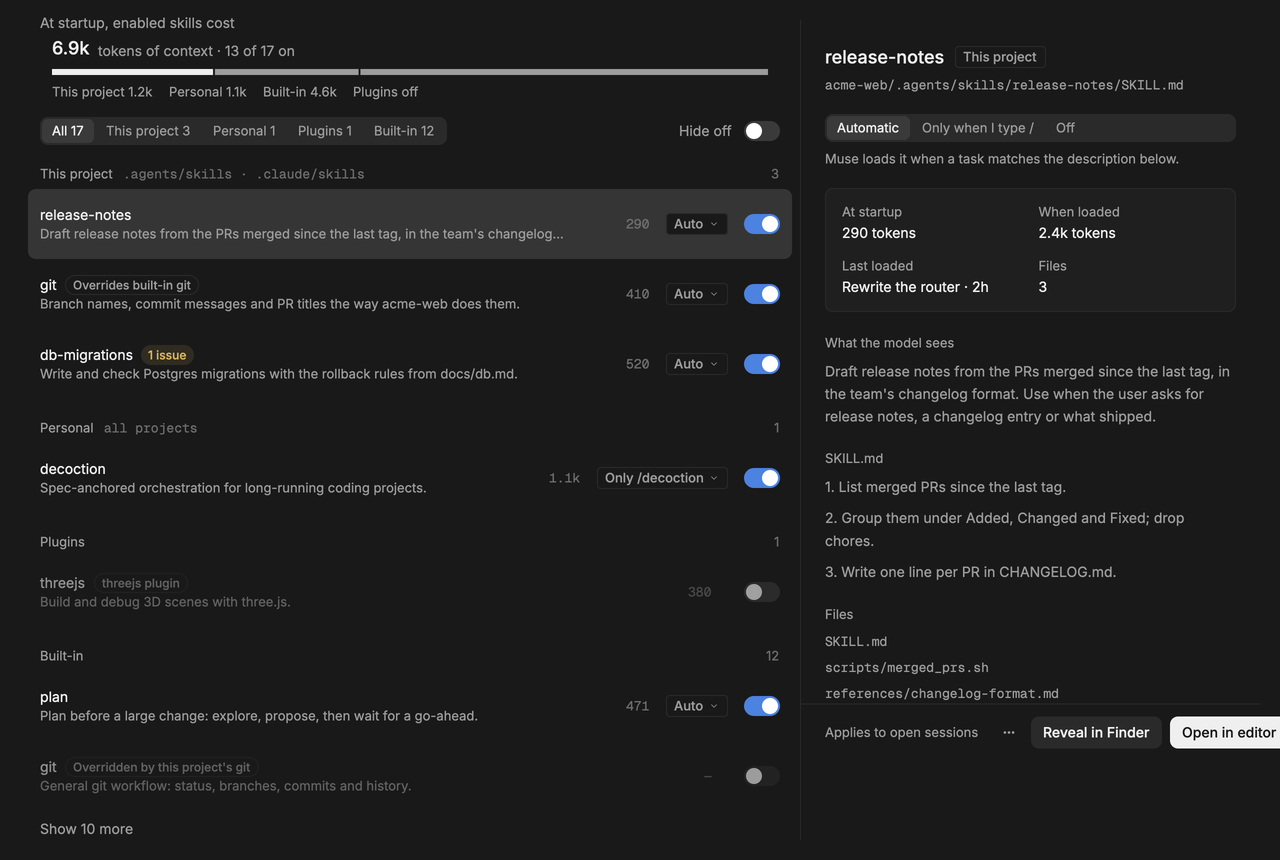 At startup, enabled skills cost
6.9k tokens of context · 13 of 17 on
This project 1.2k Personal 1.1k Built-in 4.6k Plugins off
All 17 This project 3 Personal 1 Plugins 1 Built-in 12 Hide off
This project .agents/skills · .claude/skills 3
release-notes
Draft release notes from the PRs merged since the last tag, in the team's changelog...
290 Auto
git Overrides built-in git
Branch names, commit messages and PR titles the way acme-web does them.
410 Auto
db-migrations 1 issue
Write and check Postgres migrations with the rollback rules from docs/db.md.
520 Auto
Personal all projects 1
decoction
Spec-anchored orchestration for long-running coding projects.
1.1k Only /decoction
Plugins 1
threejs threejs plugin
Build and debug 3D scenes with three.js.
380
Built-in 12
plan
Plan before a large change: explore, propose, then wait for a go-ahead.
471 Auto
git Overridden by this project's git
General git workflow: status, branches, commits and history.
–
Show 10 more
release-notes This project
acme-web/.agents/skills/release-notes/SKILL.md
Automatic Only when I type / Off
Muse loads it when a task matches the description below.
At startup When loaded
290 tokens 2.4k tokens
Last loaded Files
Rewrite the router · 2h 3
What the model sees
Draft release notes from the PRs merged since the last tag, in
the team's changelog format. Use when the user asks for
release notes, a changelog entry or what shipped.
SKILL.md
1. List merged PRs since the last tag.
2. Group them under Added, Changed and Fixed; drop
chores.
3. Write one line per PR in CHANGELOG.md.
Files
SKILL.md
scripts/merged_prs.sh
references/changelog-format.md
Applies to open sessions ··· Reveal in Finder Open in editor